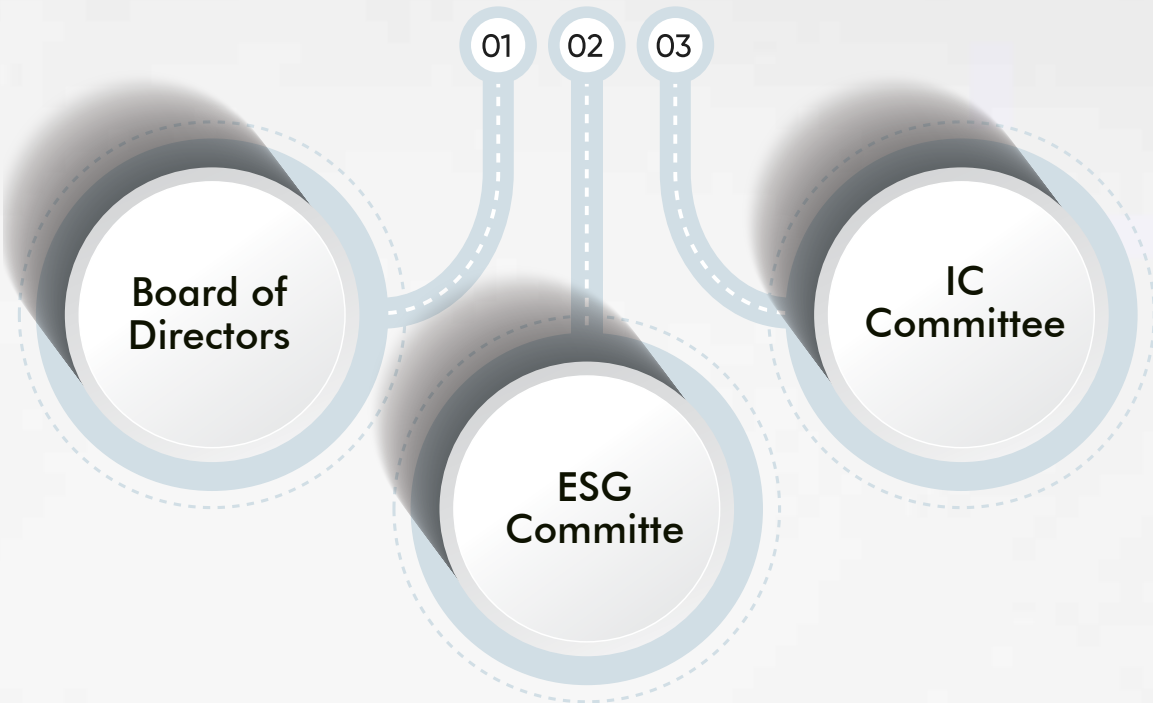 01
02
03
Board of
Directors
ESG
Committe
IC
Committee